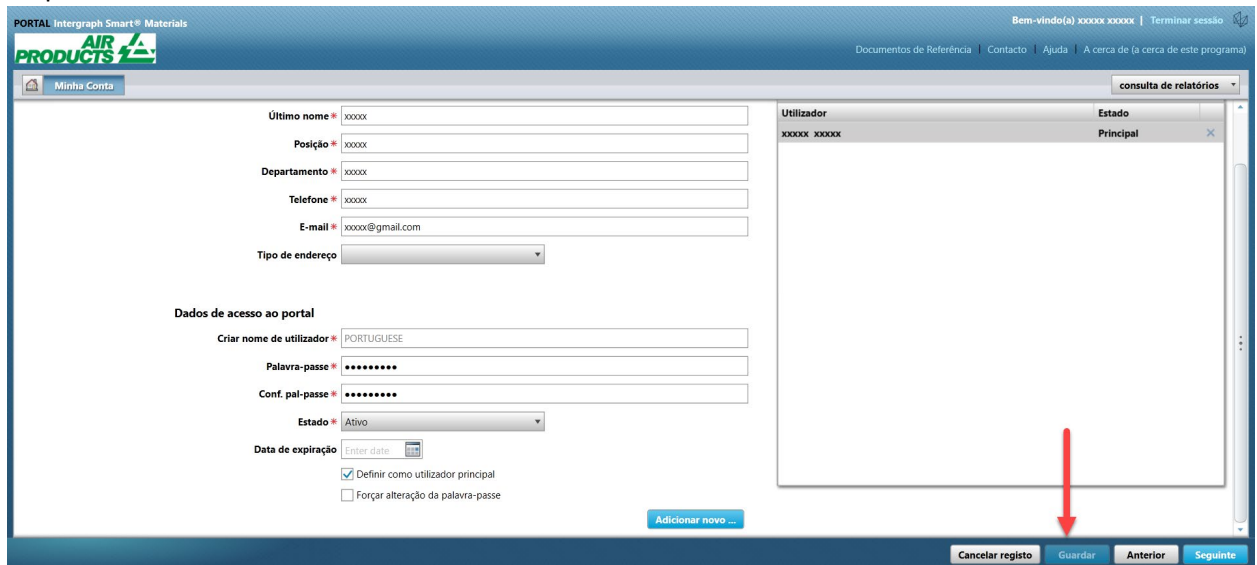 PORTAL Intergraph Smart® Materials
Bem-vindo(a) xxxxx xxxxx | Terminar sessão
AIR PRODUCTS
Documentos de Referência | Contacto | Ajuda | A cerca de (a cerca de este programa)
Minha Conta
consulta de relatórios
Último nome* xxxxx
Posição* xxxxx
Departamento* xxxxx
Telefone* xxxxx
E-mail* xxxxx@gmail.com
Tipo de endereço
Dados de acesso ao portal
Criar nome de utilizador* PORTUGUESE
Palavra-passe* •••••••••
Conf. pal-passe* •••••••••
Estado* Ativo
Data de expiração Enter date
Definir como utilizador principal
Forçar alteração da palavra-passe
Adicionar novo ...
Utilizador Estado
xxxxx xxxxx Principal
Cancelar registo Guardar Anterior Seguinte